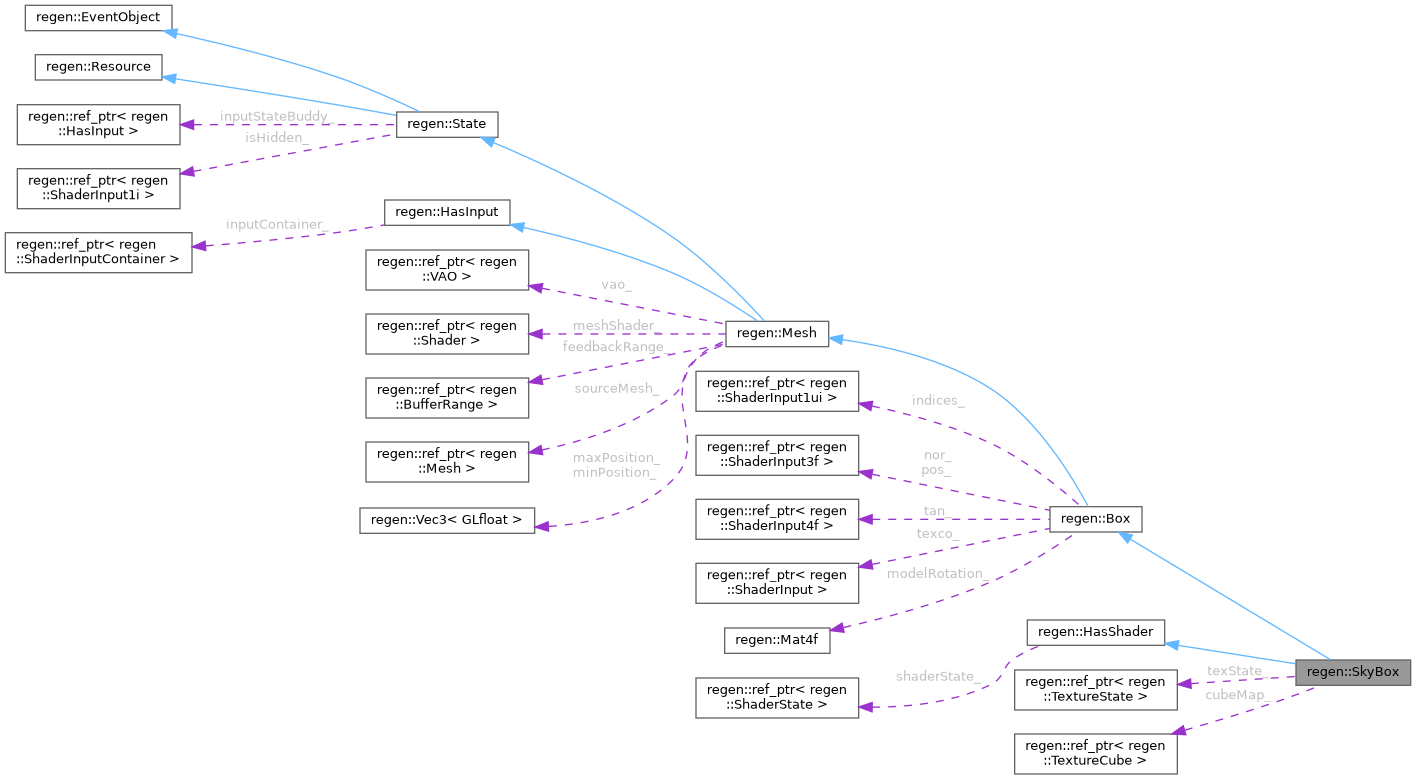 regen::EventObject
regen::Resource
regen::ref_ptr< regen
::HasInput >
inputStateBuddy_
regen::State
isHidden_
regen::ref_ptr< regen
::ShaderInput1i >
regen::HasInput
inputContainer_
regen::ref_ptr< regen
::ShaderInputContainer >
regen::ref_ptr< regen
::VAO >
vao_
regen::ref_ptr< regen
::Shader >
meshShader_
regen::Mesh
feedbackRange_
regen::ref_ptr< regen
::BufferRange >
sourceMesh_
regen::ref_ptr< regen
::Mesh >
maxPosition_
minPosition_
regen::Vec3< GLfloat >
regen::ref_ptr< regen
::ShaderInput1ui >
indices_
regen::ref_ptr< regen
::ShaderInput3f >
nor_
pos_
regen::ref_ptr< regen
::ShaderInput4f >
tan_
regen::Box
texco_
regen::ref_ptr< regen
::ShaderInput >
modelRotation_
regen::Mat4f
regen::HasShader
shaderState_
regen::ref_ptr< regen
::ShaderState >
texState_
regen::SkyBox
regen::ref_ptr< regen
::TextureState >
cubeMap_
regen::ref_ptr< regen
::TextureCube >